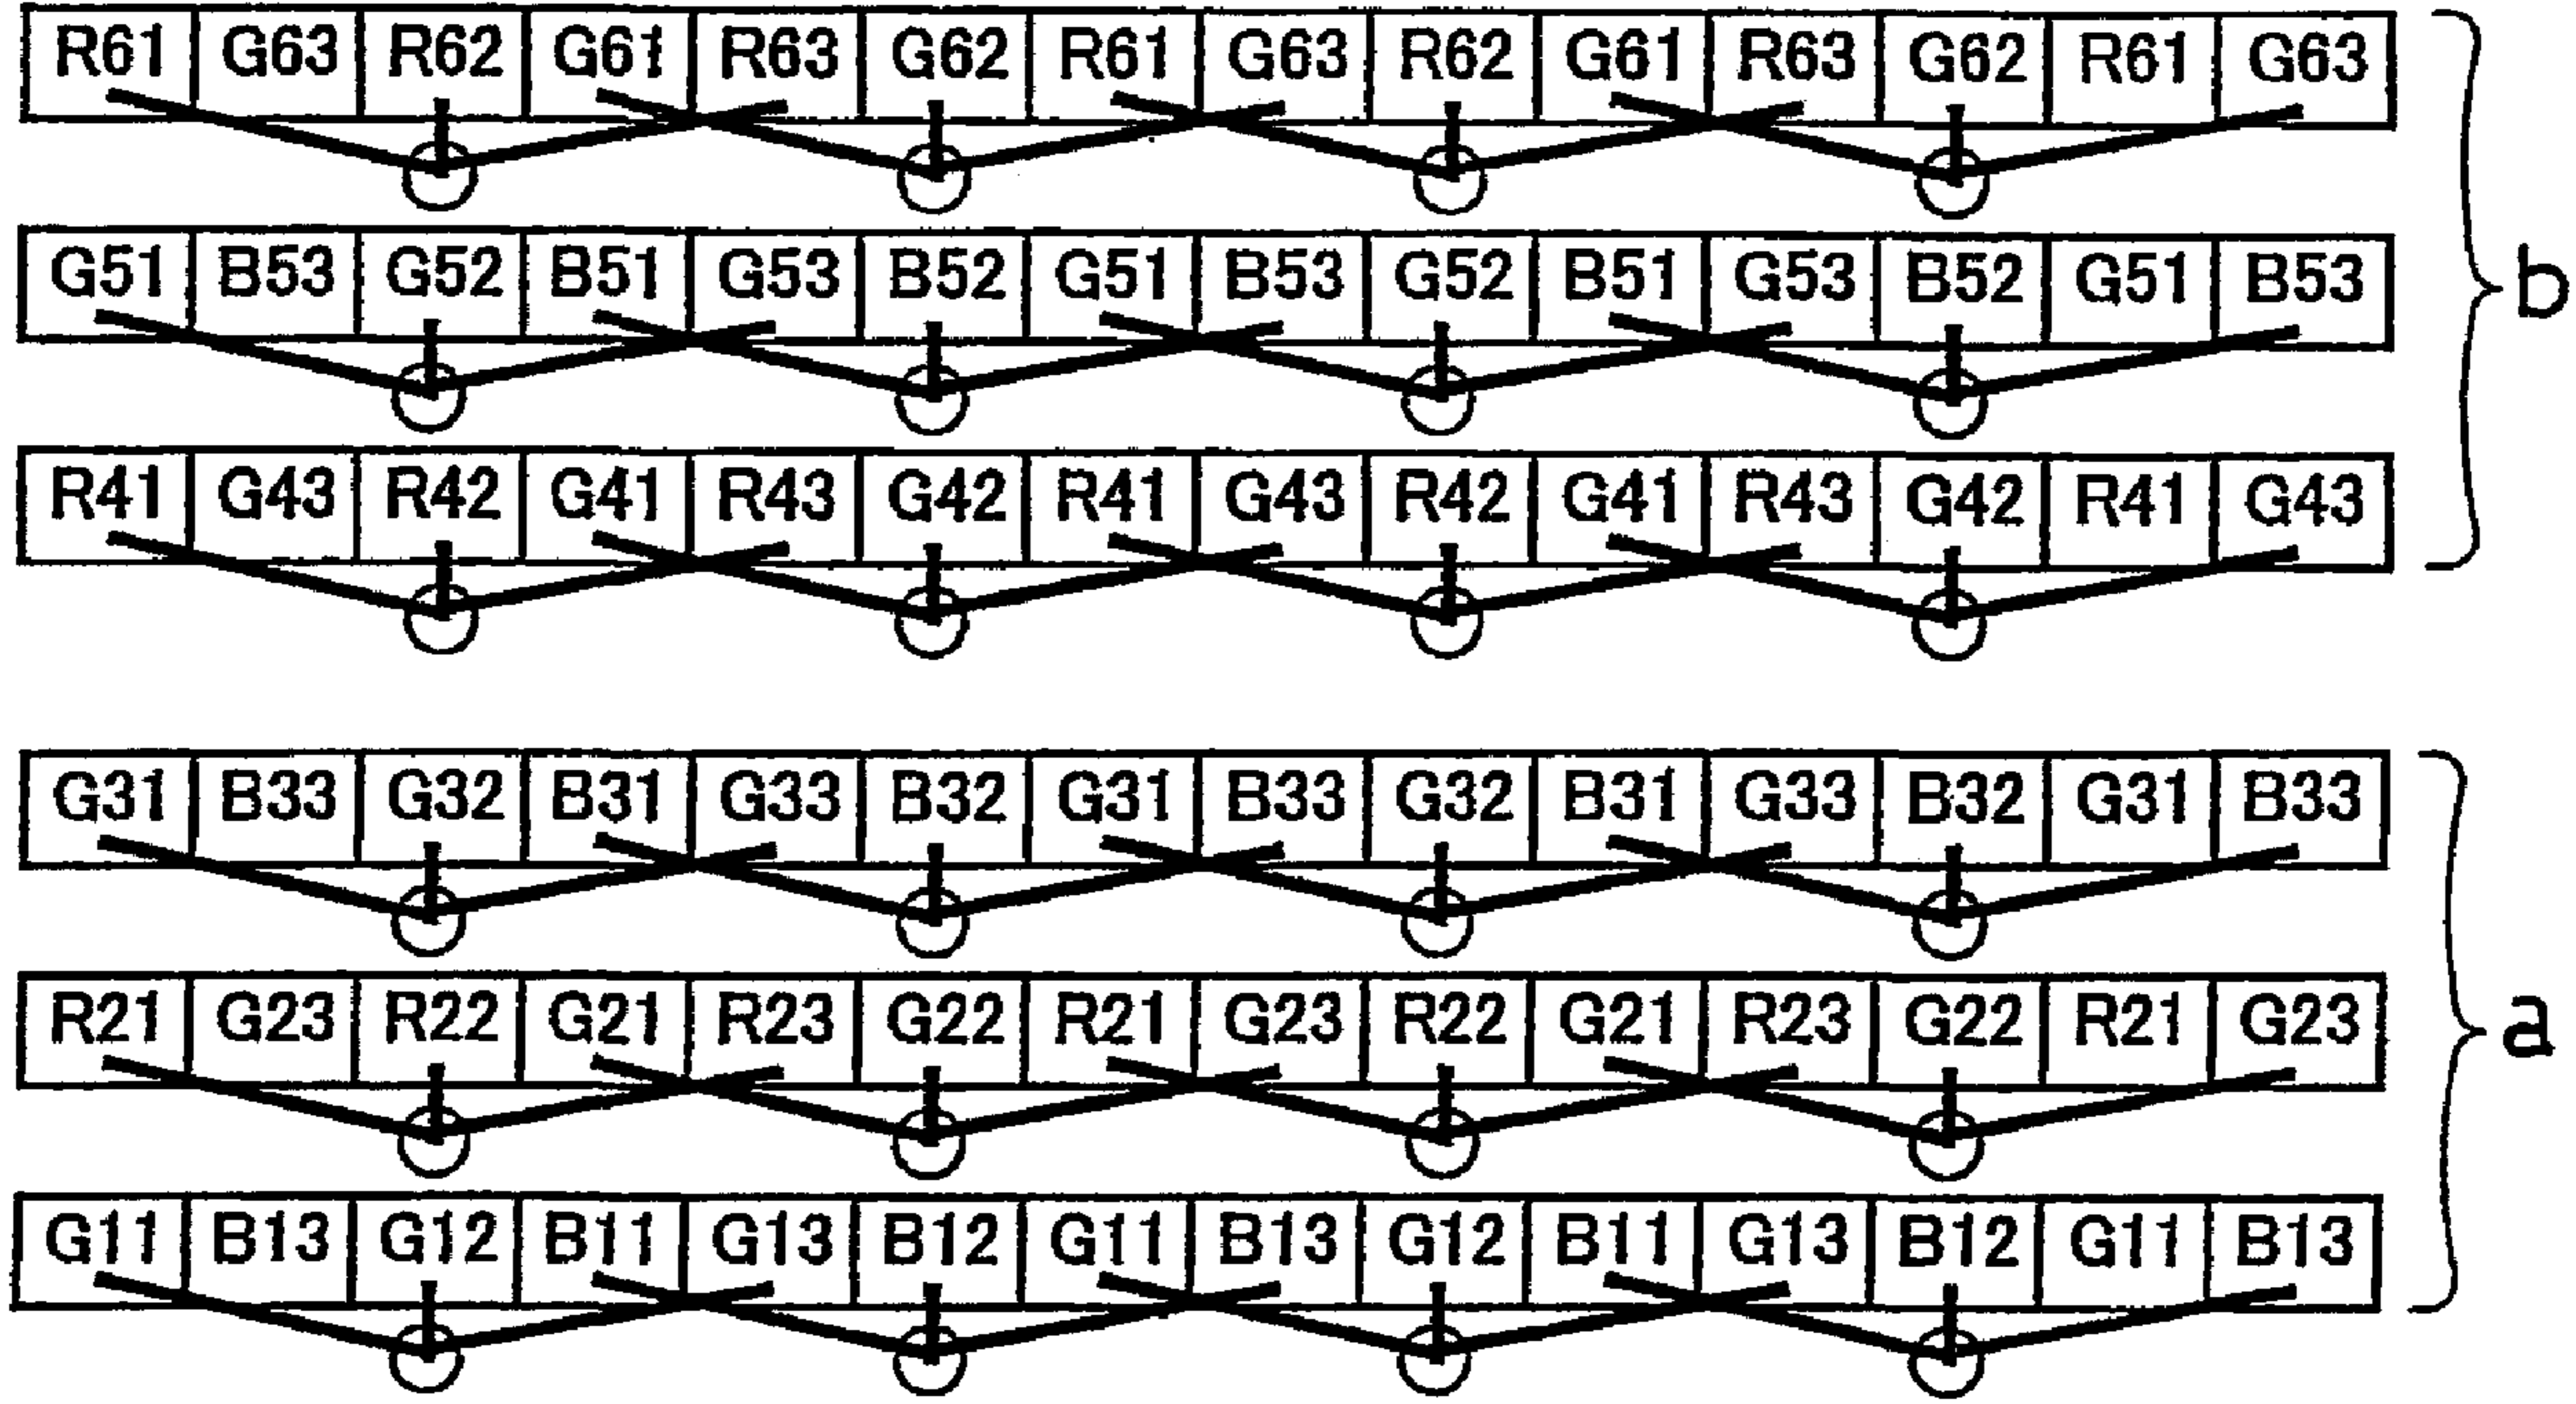 R61 G63 R62 G61 R63 G62 R61 G63 R62 G61 R63 G62 R61 G63
G51 B53 G52 B51 G53 B52 G51 B53 G52 B51 G53 B52 G51 B53
b
R41 G43 R42 G41 R43 G42 R41 G43 R42 G41 R43 G42 R41 G43
G31 B33 G32 B31 G33 B32 G31 B33 G32 B31 G33 B32 G31 B33
R21 G23 R22 G21 R23 G22 R21 G23 R22 G21 R23 G22 R21 G23
a
G11 B13 G12 B11 G13 B12 G11 B13 G12 B11 G13 B12 G11 B13